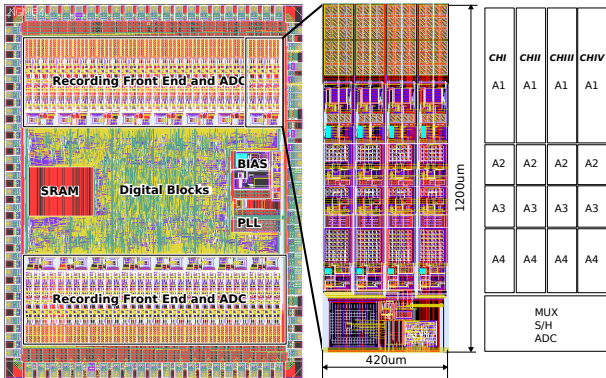 Recording Front End and ADC
SRAM
Digital Blocks
BIAS
PLL
Recording Front End and ADC
1200um
420um
CHI CHII CHIII CHIV
A1 A1 A1 A1
A2 A2 A2 A2
A3 A3 A3 A3
A4 A4 A4 A4
MUX
S/H
ADC